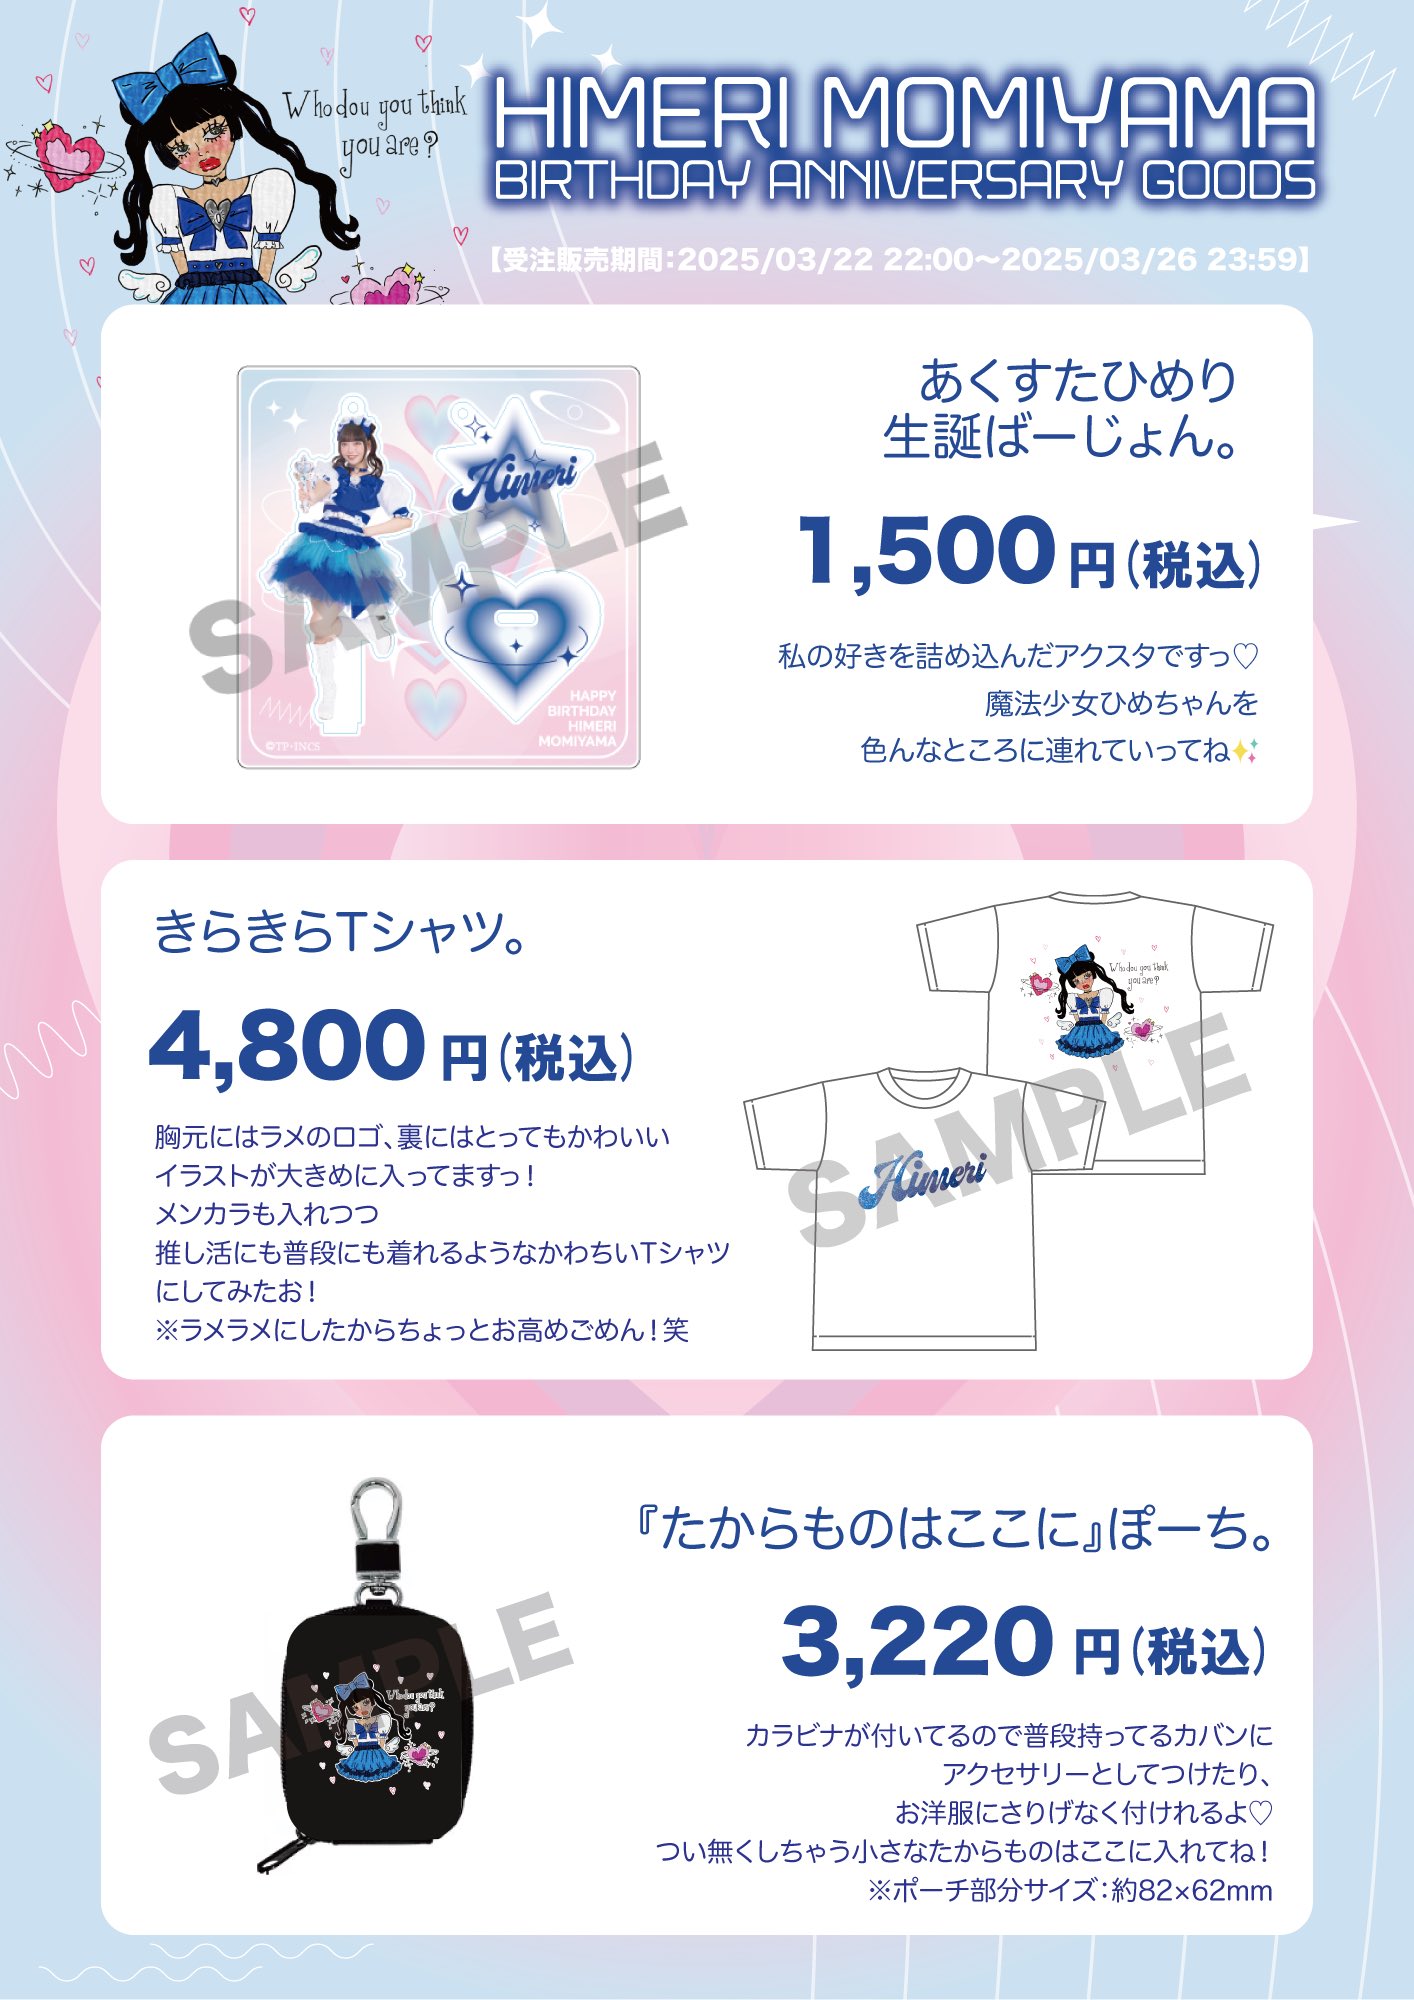 Who dou you think
you are?
HIMERI MOMIYAMA
BIRTHDAY ANNIVERSARY GOODS
【受注販売期間：2025/03/22 22:00～2025/03/26 23:59】
Himeri
HAPPY
BIRTHDAY
HIMERI
MOMIYAMA
©TP・INCS
SAMPLE
あくすたひめり
生誕ばーじょん。
1,500円（税込）
私の好きを詰め込んだアクスタですっ♡
魔法少女ひめちゃんを
色んなところに連れていってね✨
きらきらTシャツ。
4,800円（税込）
胸元にはラメのロゴ、裏にはとってもかわいい
イラストが大きめに入ってますっ！
メンカラも入れつつ
推し活にも普段にも着れるようなかわちいTシャツ
にしてみたお！
※ラメラメにしたからちょっとお高めごめん！笑
Who dou you think
you are?
Himeri
SAMPLE
『たからものはここに』ぽーち。
3,220円（税込）
カラビナが付いてるので普段持ってるカバンに
アクセサリーとしてつけたり、
お洋服にさりげなく付けれるよ♡
つい無くしちゃう小さなたからものはここに入れてね！
※ポーチ部分サイズ：約82×62mm
Who dou you think
you are?
SAMPLE